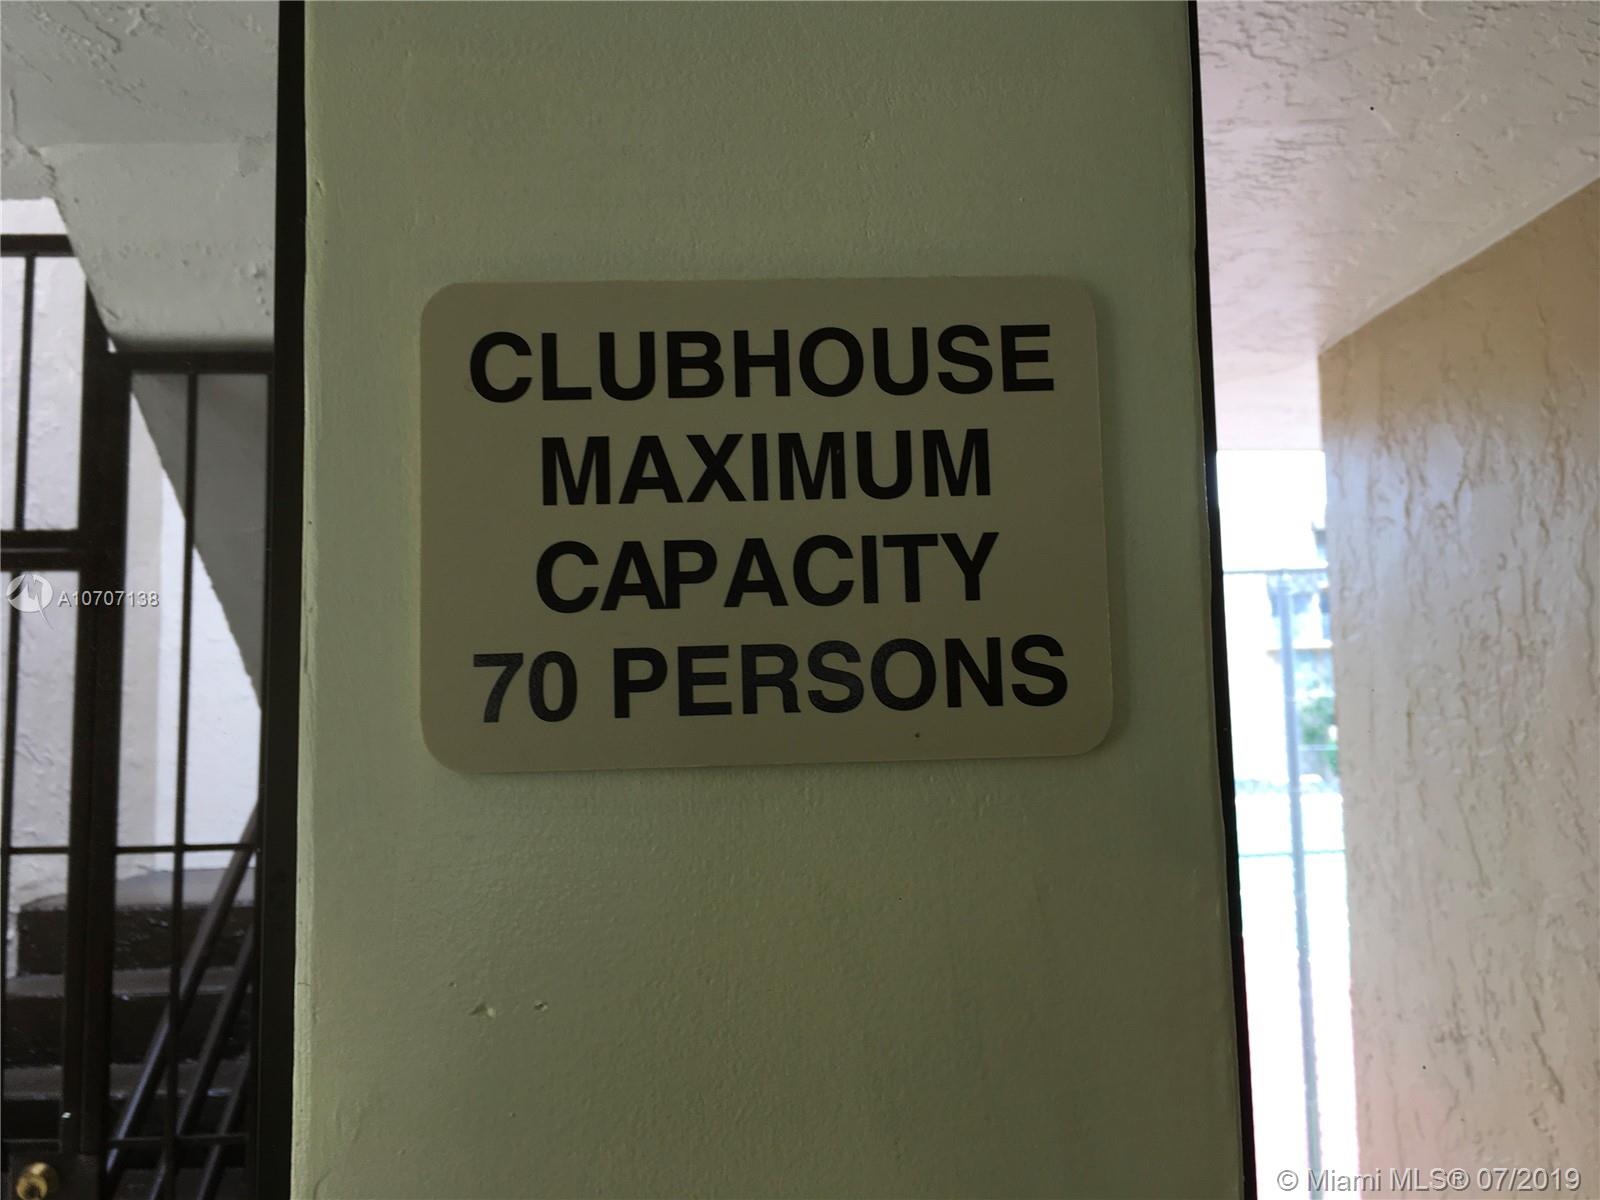 CLUBHOUSE
MAXIMUM
CAPACITY
70 PERSONS
A10707138
© Miami MLS® 07/2019